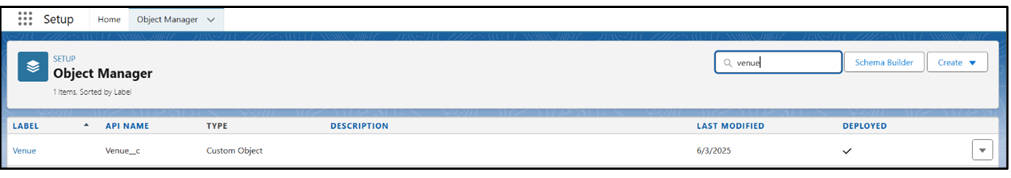 Setup Home Object Manager
SETUP
Object Manager
1 Items. Sorted by Label
venue
Schema Builder
Create
LABEL API NAME TYPE DESCRIPTION LAST MODIFIED DEPLOYED
Venue Venue__c Custom Object 6/3/2025